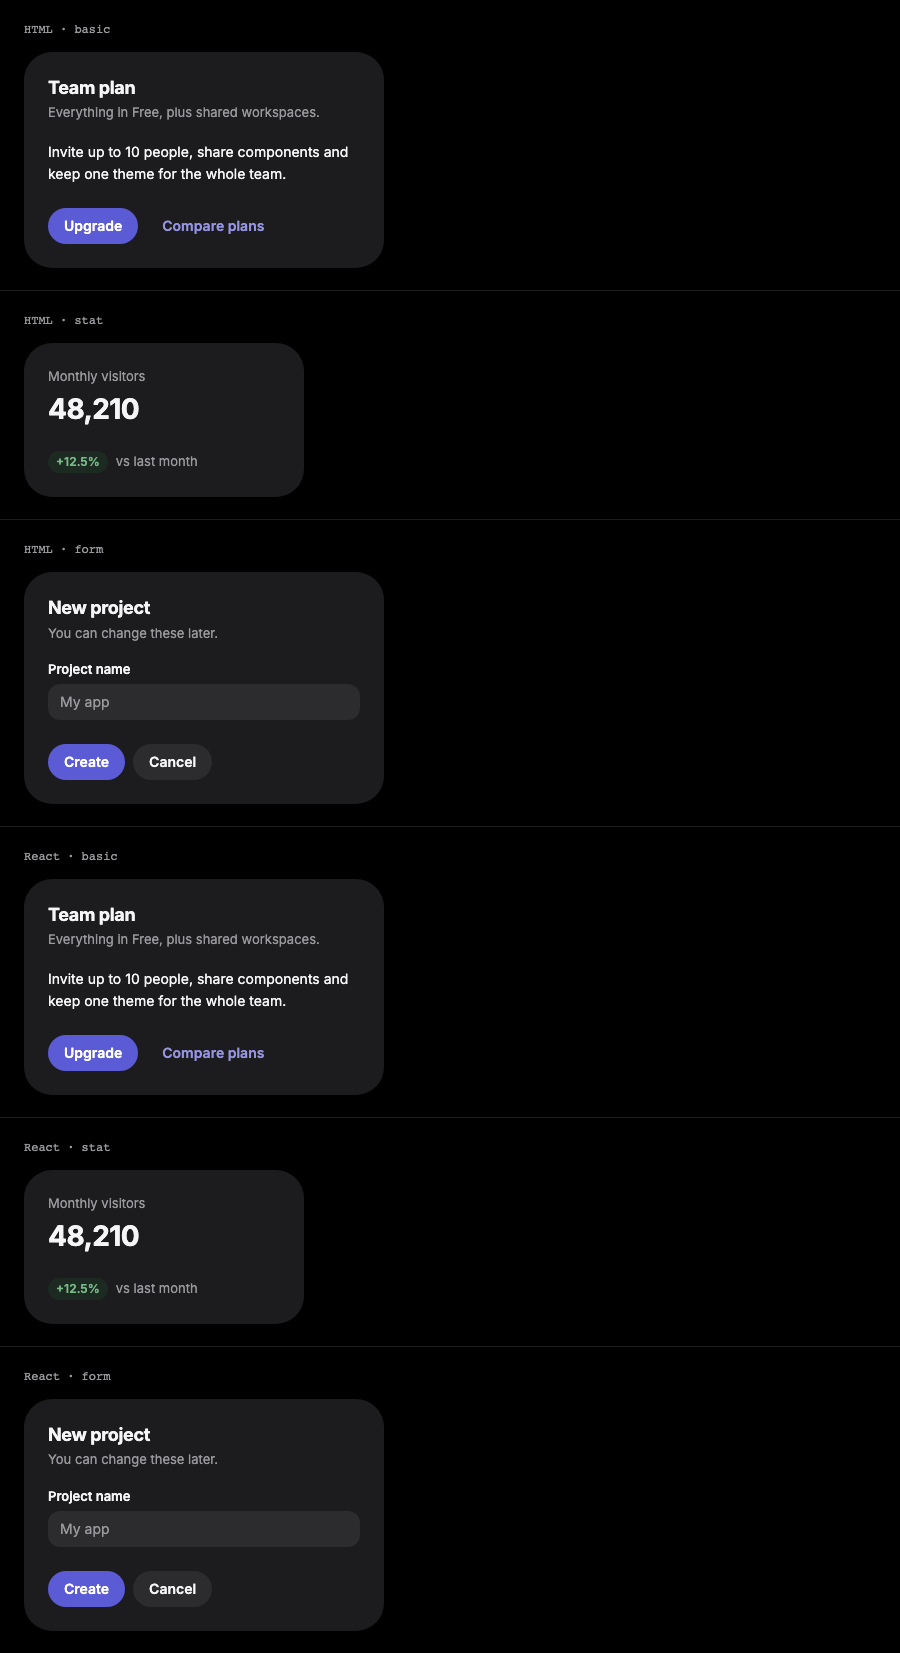 HTML · basic
Team plan
Everything in Free, plus shared workspaces.
Invite up to 10 people, share components and
keep one theme for the whole team.
Upgrade Compare plans
HTML · stat
Monthly visitors
48,210
+12.5% vs last month
HTML · form
New project
You can change these later.
Project name
My app
Create Cancel
React · basic
Team plan
Everything in Free, plus shared workspaces.
Invite up to 10 people, share components and
keep one theme for the whole team.
Upgrade Compare plans
React · stat
Monthly visitors
48,210
+12.5% vs last month
React · form
New project
You can change these later.
Project name
My app
Create Cancel